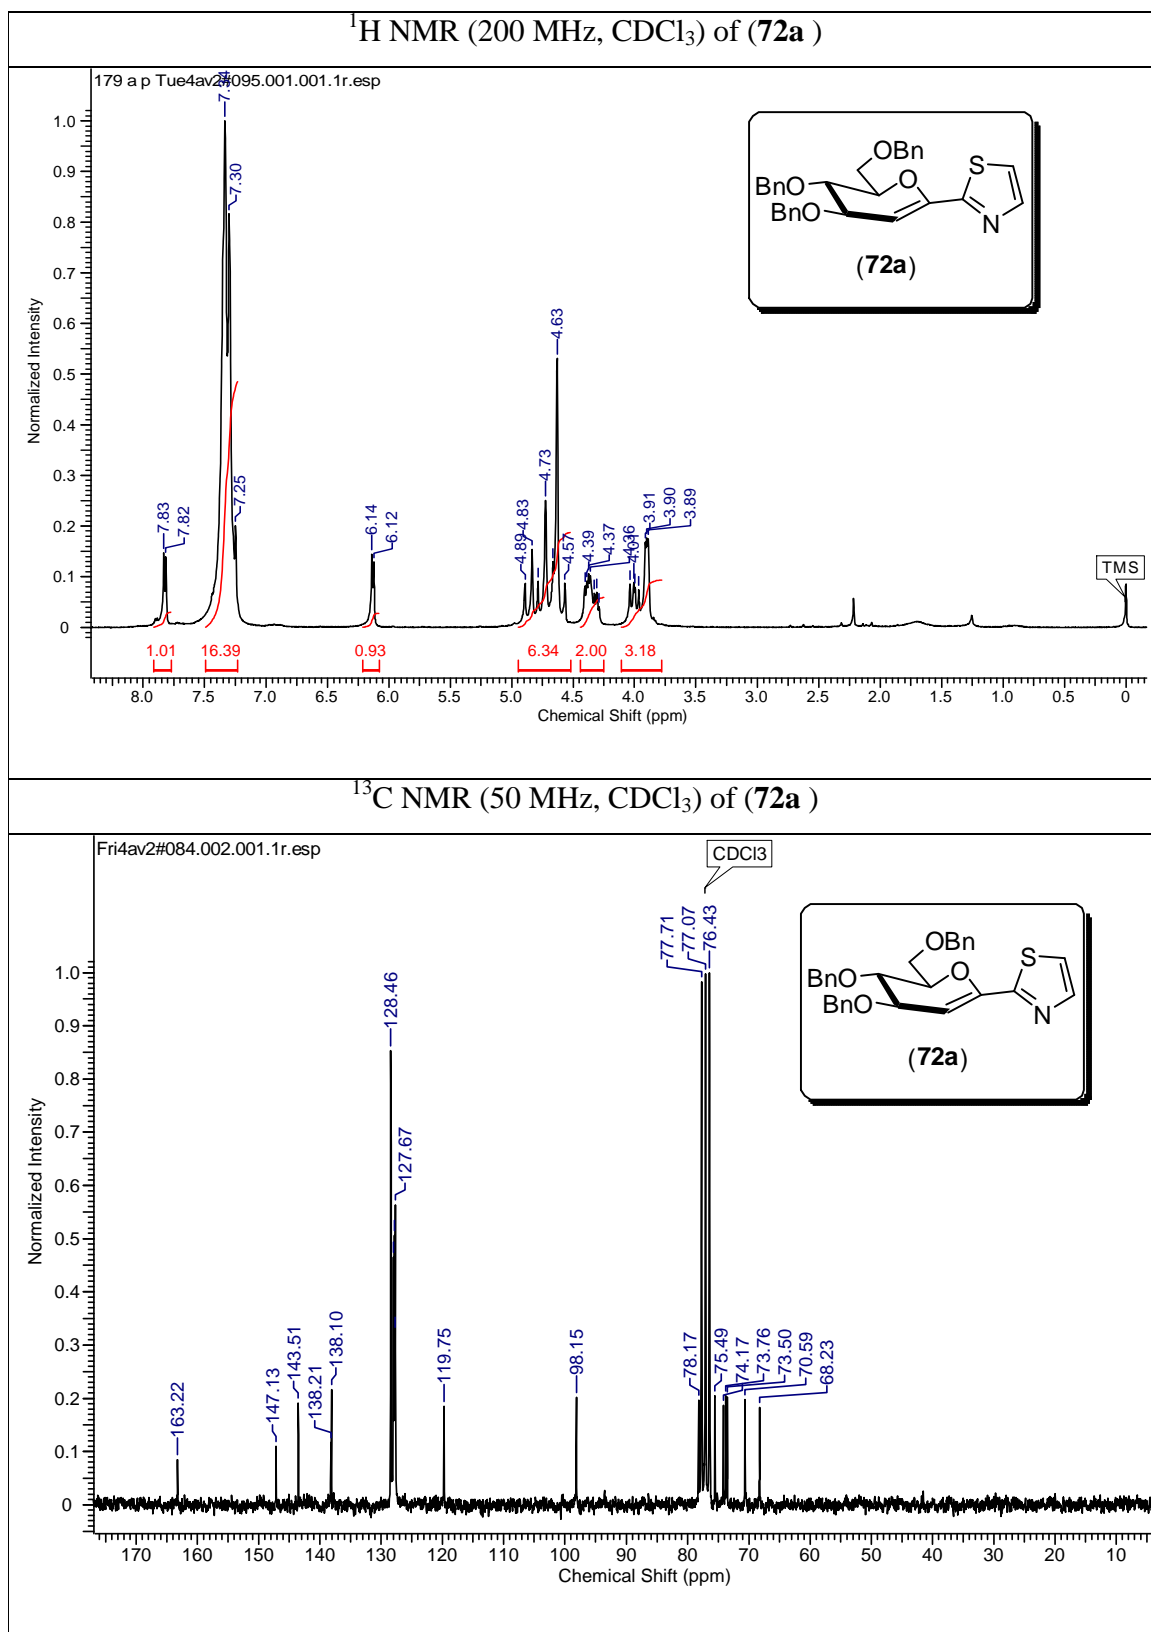 ¹H NMR (200 MHz, CDCl₃) of (72a )
179 a p Tue4av2#095.001.001.1r.esp
7.34
7.30
7.25
7.83
7.82
6.14
6.12
4.89
4.83
4.73
4.63
4.57
4.39
4.37
4.36
4.01
3.91
3.90
3.89
TMS
OBn
BnO
BnO
O
S
N
(72a)
Normalized Intensity
1.0
0.9
0.8
0.7
0.6
0.5
0.4
0.3
0.2
0.1
0
1.01 16.39 0.93 6.34 2.00 3.18
8.0 7.5 7.0 6.5 6.0 5.5 5.0 4.5 4.0 3.5 3.0 2.5 2.0 1.5 1.0 0.5 0
Chemical Shift (ppm)
¹³C NMR (50 MHz, CDCl₃) of (72a )
Fri4av2#084.002.001.1r.esp
CDCl3
163.22
147.13
143.51
138.21
138.10
128.46
127.67
119.75
98.15
78.17
77.71
77.07
76.43
75.49
74.17
73.76
73.50
70.59
68.23
OBn
BnO
BnO
O
S
N
(72a)
Normalized Intensity
1.0
0.9
0.8
0.7
0.6
0.5
0.4
0.3
0.2
0.1
0
170 160 150 140 130 120 110 100 90 80 70 60 50 40 30 20 10
Chemical Shift (ppm)